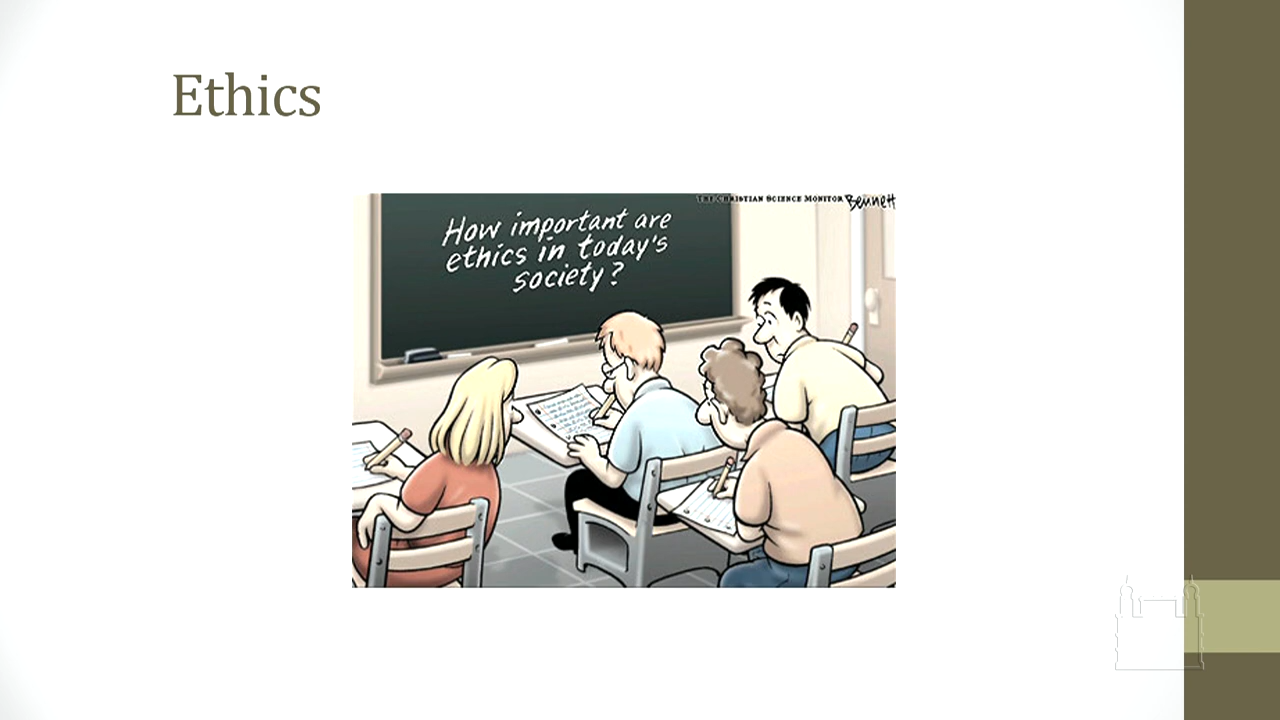 Ethics
THE CHRISTIAN SCIENCE MONITOR Bennett
How important are
ethics in today's
society?